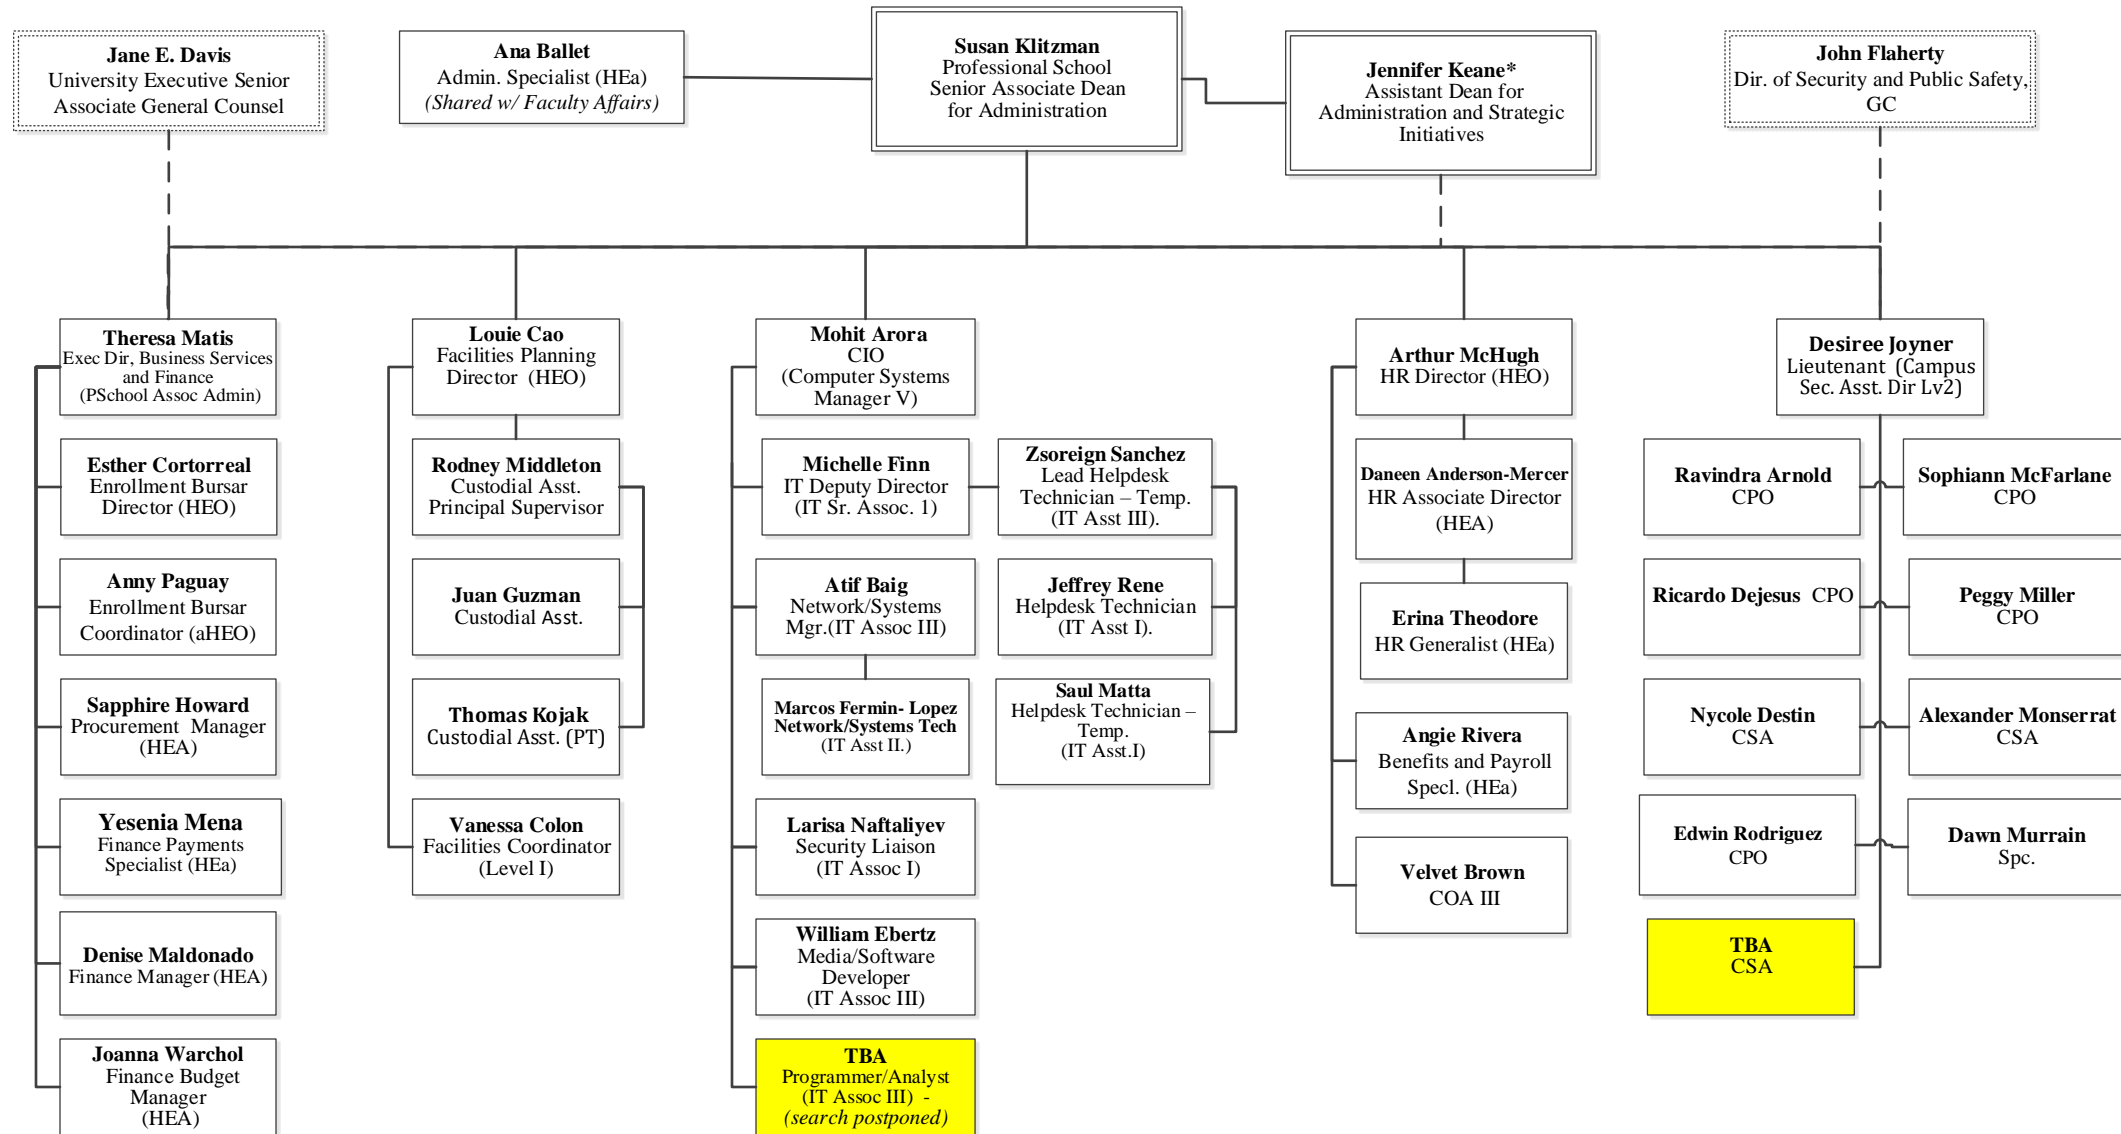 Jane E. Davis
University Executive Senior
Associate General Counsel
Ana Ballet
Admin. Specialist (HEa)
(Shared w/ Faculty Affairs)
Susan Klitzman
Professional School
Senior Associate Dean
for Administration
Jennifer Keane*
Assistant Dean for
Administration and Strategic
Initiatives
John Flaherty
Dir. of Security and Public Safety,
GC
Theresa Matis
Exec Dir, Business Services
and Finance
(PSchool Assoc Admin)
Esther Cortorreal
Enrollment Bursar
Director (HEO)
Anny Paguay
Enrollment Bursar
Coordinator (aHEO)
Sapphire Howard
Procurement Manager
(HEA)
Yesenia Mena
Finance Payments
Specialist (HEa)
Denise Maldonado
Finance Manager (HEA)
Joanna Warchol
Finance Budget
Manager
(HEA)
Louie Cao
Facilities Planning
Director (HEO)
Rodney Middleton
Custodial Asst.
Principal Supervisor
Juan Guzman
Custodial Asst.
Thomas Kojak
Custodial Asst. (PT)
Vanessa Colon
Facilities Coordinator
(Level I)
Mohit Arora
CIO
(Computer Systems
Manager V)
Michelle Finn
IT Deputy Director
(IT Sr. Assoc. 1)
Atif Baig
Network/Systems
Mgr.(IT Assoc III)
Marcos Fermin- Lopez
Network/Systems Tech
(IT Asst II.)
Larisa Naftaliyev
Security Liaison
(IT Assoc I)
William Ebertz
Media/Software
Developer
(IT Assoc III)
TBA
Programmer/Analyst
(IT Assoc III) -
(search postponed)
Zsoreign Sanchez
Lead Helpdesk
Technician – Temp.
(IT Asst III).
Jeffrey Rene
Helpdesk Technician
(IT Asst I).
Saul Matta
Helpdesk Technician –
Temp.
(IT Asst.I)
Arthur McHugh
HR Director (HEO)
Daneen Anderson-Mercer
HR Associate Director
(HEA)
Erina Theodore
HR Generalist (HEa)
Angie Rivera
Benefits and Payroll
Specl. (HEa)
Velvet Brown
COA III
Desiree Joyner
Lieutenant (Campus
Sec. Asst. Dir Lv2)
Ravindra Arnold
CPO
Sophiann McFarlane
CPO
Ricardo Dejesus CPO
Peggy Miller
CPO
Nycole Destin
CSA
Alexander Monserrat
CSA
Edwin Rodriguez
CPO
Dawn Murrain
Spc.
TBA
CSA